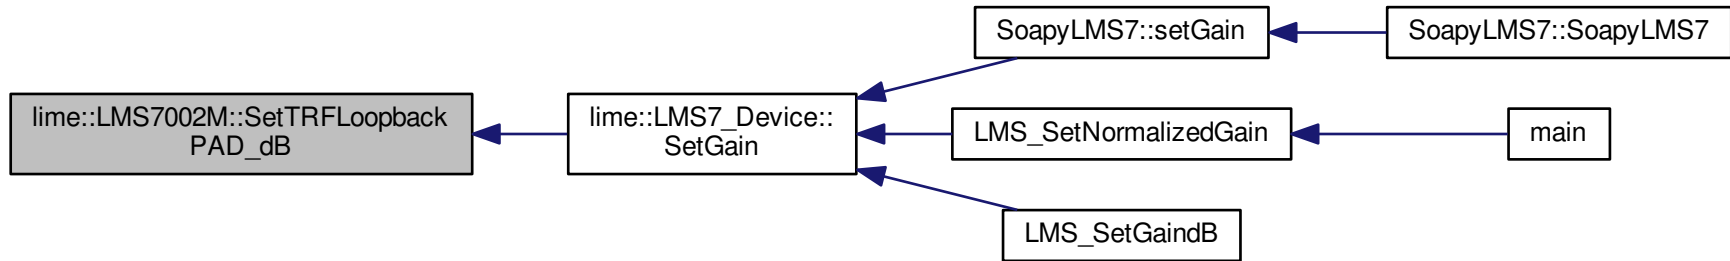 lime::LMS7002M::SetTRFLoopback
PAD_dB
lime::LMS7_Device::
SetGain
SoapyLMS7::setGain
SoapyLMS7::SoapyLMS7
LMS_SetNormalizedGain
main
LMS_SetGaindB